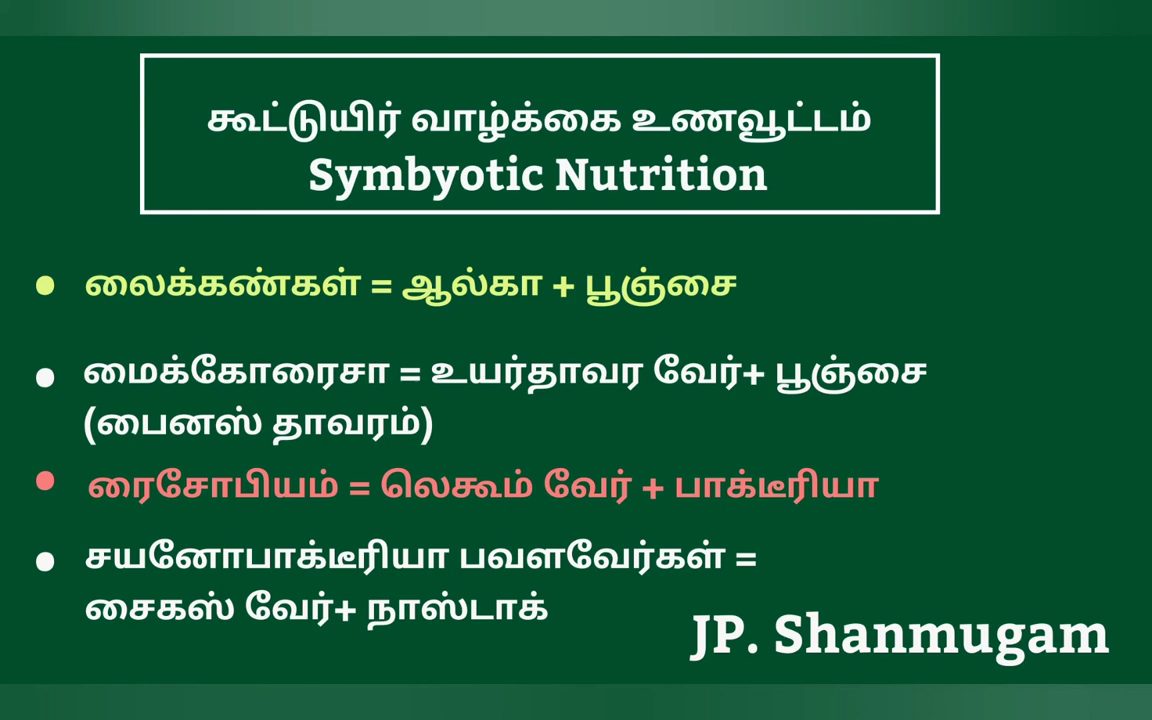 கூட்டுயிர் வாழ்க்கை உணவூட்டம்
Symbyotic Nutrition
• லைக்கண்கள் = ஆல்கா + பூஞ்சை
• மைக்கோரைசா = உயர்தாவர வேர்+ பூஞ்சை
(பைனஸ் தாவரம்)
• ரைசோபியம் = லெகூம் வேர் + பாக்டீரியா
• சயனோபாக்டீரியா பவளவேர்கள் =
சைகஸ் வேர்+ நாஸ்டாக்
JP. Shanmugam